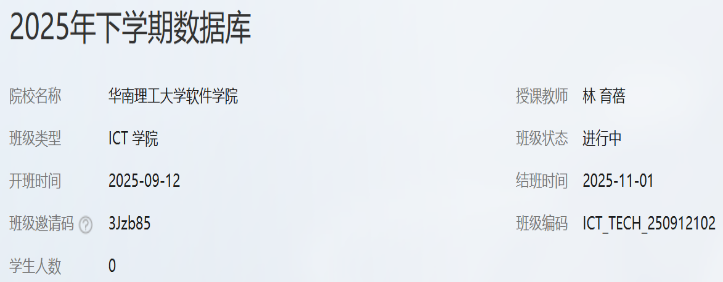 2025年下学期数据库
院校名称 华南理工大学软件学院 授课教师 林 育蓓
班级类型 ICT 学院 班级状态 进行中
开班时间 2025-09-12 结班时间 2025-11-01
班级邀请码 ? 3Jzb85 班级编码 ICT_TECH_250912102
学生人数 0